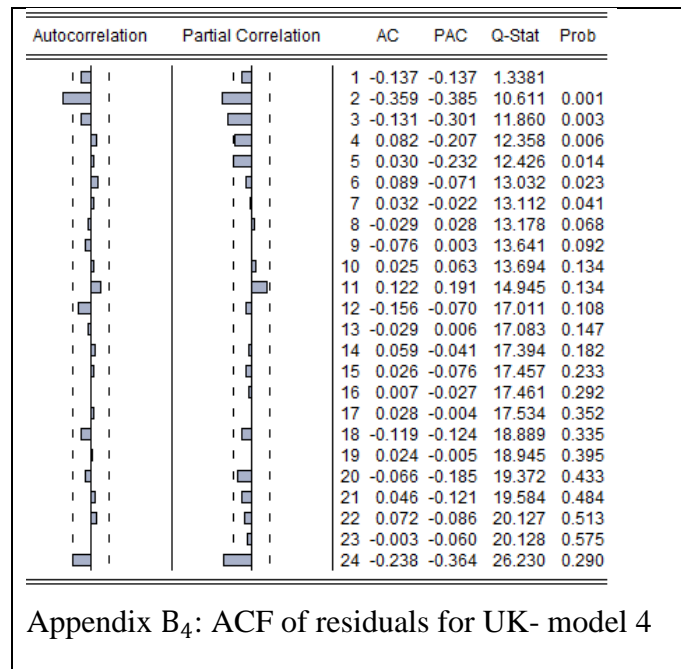 Autocorrelation Partial Correlation AC PAC Q-Stat Prob
1 -0.137 -0.137 1.3381
2 -0.359 -0.385 10.611 0.001
3 -0.131 -0.301 11.860 0.003
4 0.082 -0.207 12.358 0.006
5 0.030 -0.232 12.426 0.014
6 0.089 -0.071 13.032 0.023
7 0.032 -0.022 13.112 0.041
8 -0.029 0.028 13.178 0.068
9 -0.076 0.003 13.641 0.092
10 0.025 0.063 13.694 0.134
11 0.122 0.191 14.945 0.134
12 -0.156 -0.070 17.011 0.108
13 -0.029 0.006 17.083 0.147
14 0.059 -0.041 17.394 0.182
15 0.026 -0.076 17.457 0.233
16 0.007 -0.027 17.461 0.292
17 0.028 -0.004 17.534 0.352
18 -0.119 -0.124 18.889 0.335
19 0.024 -0.005 18.945 0.395
20 -0.066 -0.185 19.372 0.433
21 0.046 -0.121 19.584 0.484
22 0.072 -0.086 20.127 0.513
23 -0.003 -0.060 20.128 0.575
24 -0.238 -0.364 26.230 0.290
Appendix B₄: ACF of residuals for UK- model 4